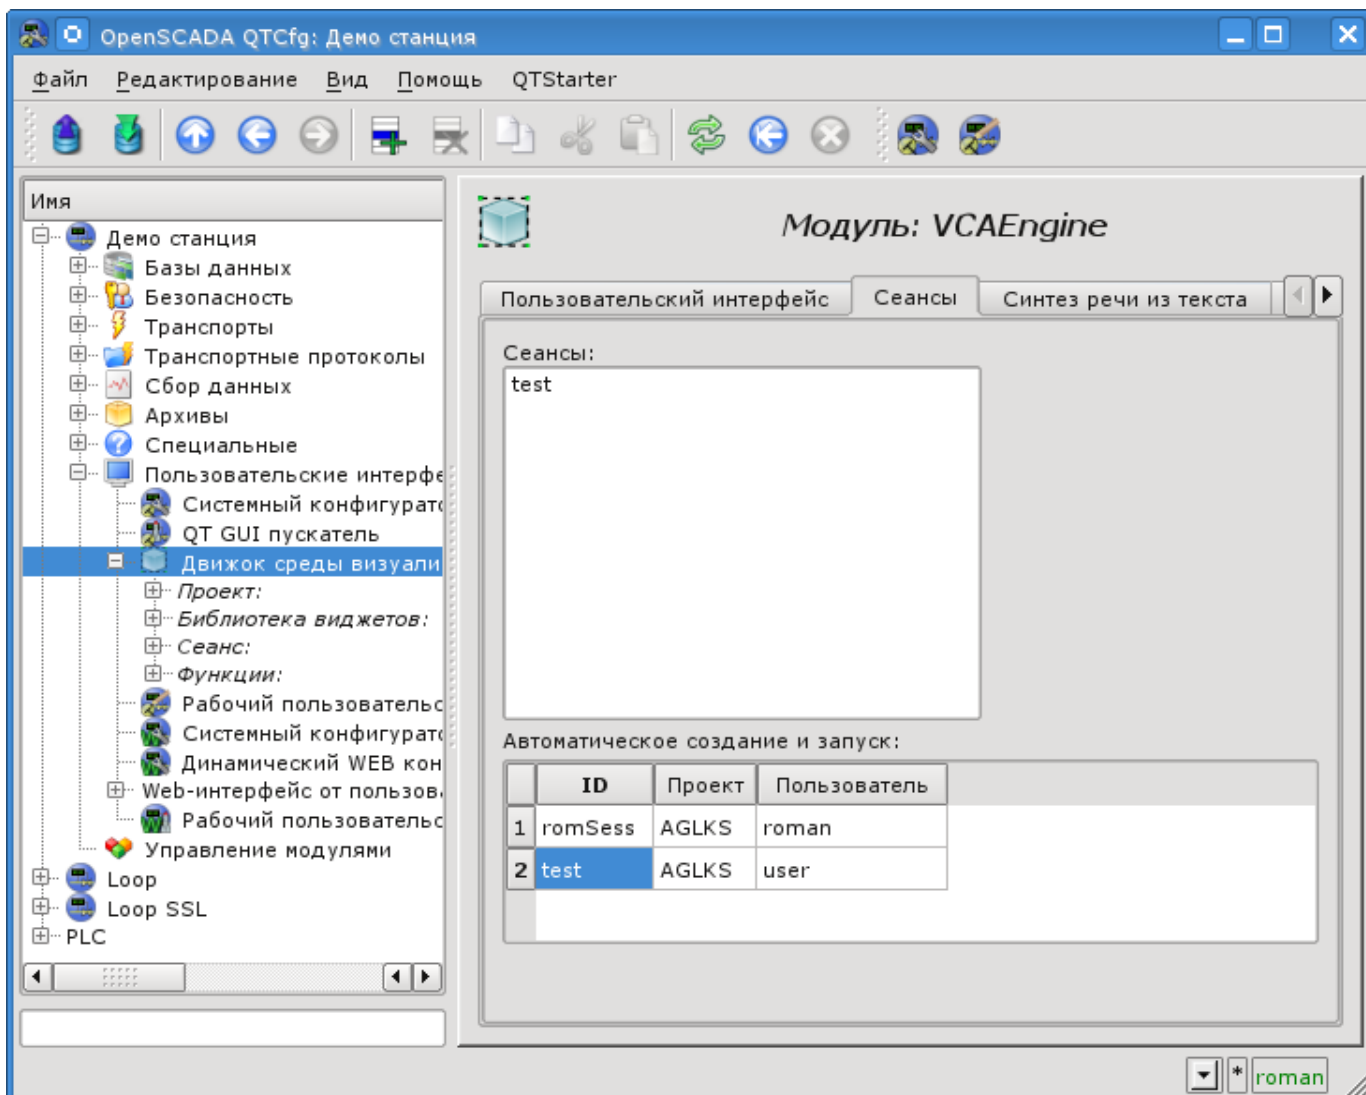 OpenSCADA QTCfg: Демо станция
Файл Редактирование Вид Помощь QTStarter
Имя
Демо станция
Базы данных
Безопасность
Транспорты
Транспортные протоколы
Сбор данных
Архивы
Специальные
Пользовательские интерфе
Системный конфигурато
QT GUI пускатель
Движок среды визуали
Проект:
Библиотека виджетов:
Сеанс:
Функции:
Рабочий пользовательс
Системный конфигурато
Динамический WEB кон
Web-интерфейс от пользов
Рабочий пользовательс
Управление модулями
Loop
Loop SSL
PLC
Модуль: VCAEngine
Пользовательский интерфейс Сеансы Синтез речи из текста
Сеансы:
test
Автоматическое создание и запуск:
ID Проект Пользователь
1 romSess AGLKS roman
2 test AGLKS user
* roman